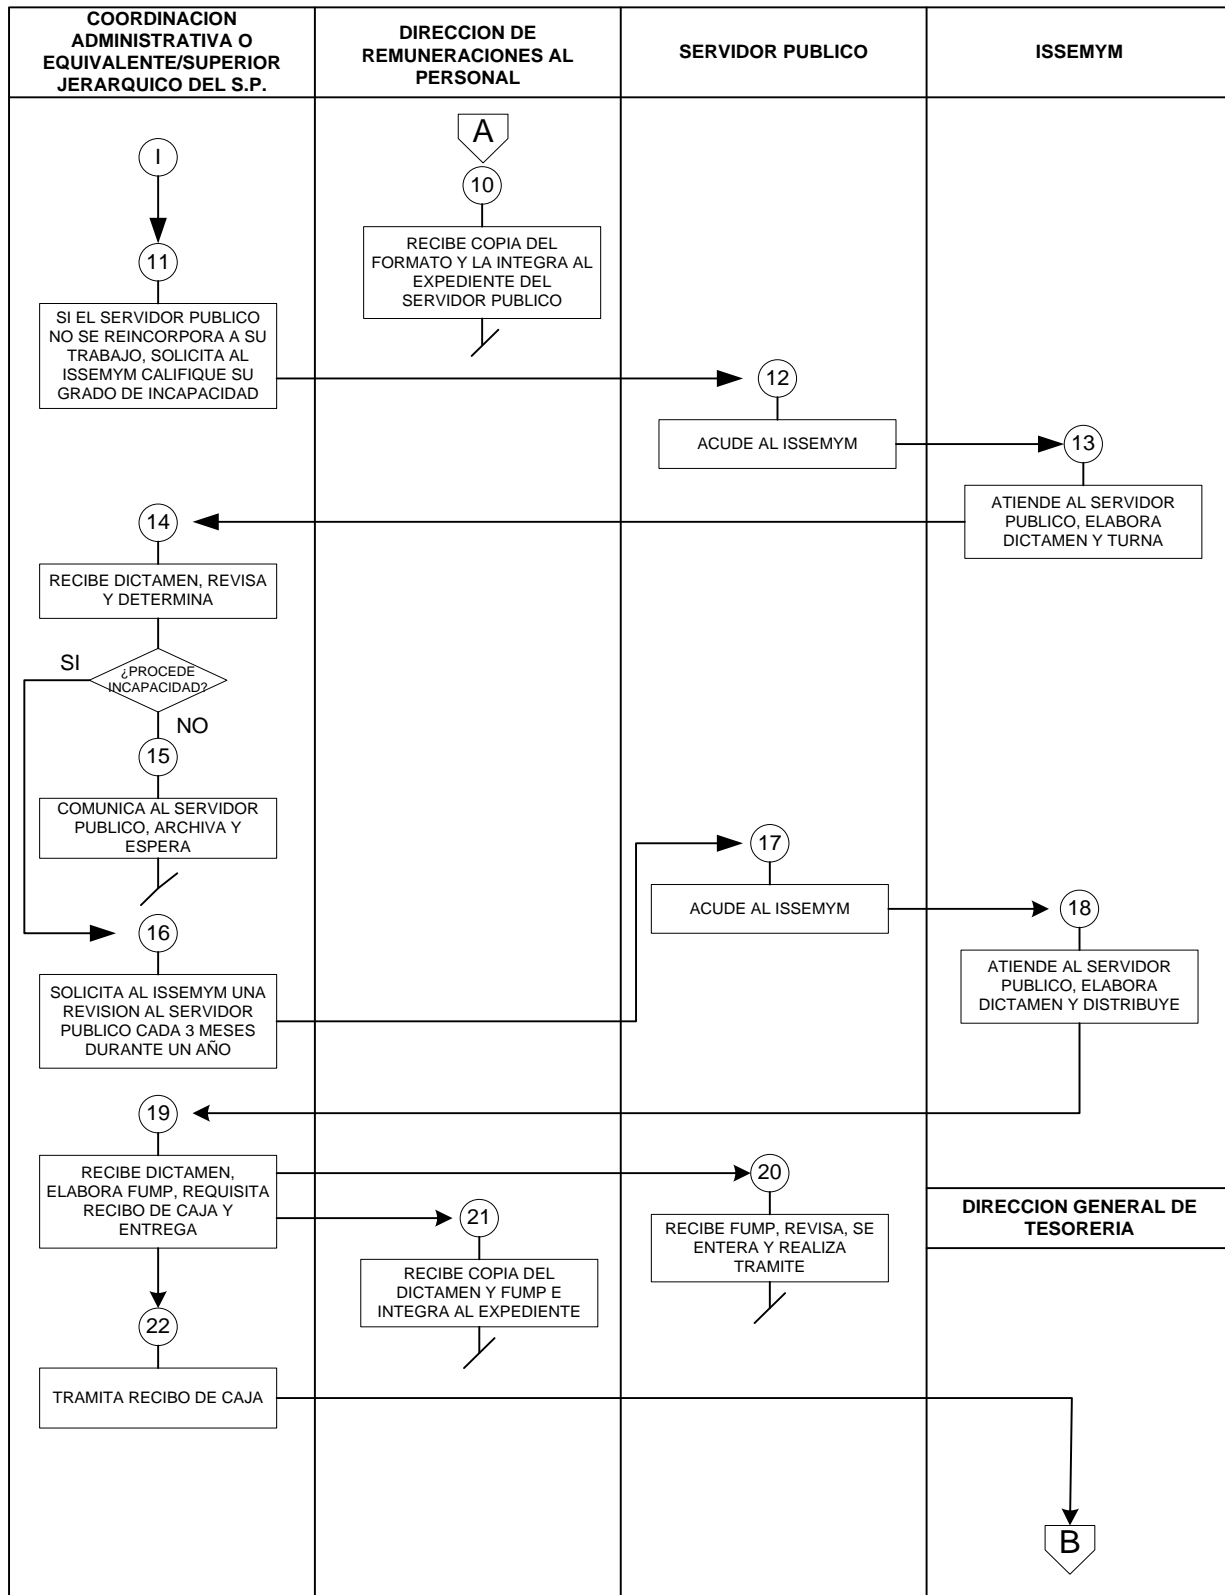 COORDINACION
ADMINISTRATIVA O
EQUIVALENTE/SUPERIOR
JERARQUICO DEL S.P.
DIRECCION DE
REMUNERACIONES AL
PERSONAL
SERVIDOR PUBLICO
ISSEMYM
A
I
10
RECIBE COPIA DEL
FORMATO Y LA INTEGRA AL
EXPEDIENTE DEL
SERVIDOR PUBLICO
11
SI EL SERVIDOR PUBLICO
NO SE REINCORPORA A SU
TRABAJO, SOLICITA AL
ISSEMYM CALIFIQUE SU
GRADO DE INCAPACIDAD
12
ACUDE AL ISSEMYM
13
ATIENDE AL SERVIDOR
PUBLICO, ELABORA
DICTAMEN Y TURNA
14
RECIBE DICTAMEN, REVISA
Y DETERMINA
SI
¿PROCEDE
INCAPACIDAD?
NO
15
COMUNICA AL SERVIDOR
PUBLICO, ARCHIVA Y
ESPERA
16
SOLICITA AL ISSEMYM UNA
REVISION AL SERVIDOR
PUBLICO CADA 3 MESES
DURANTE UN AÑO
17
ACUDE AL ISSEMYM
18
ATIENDE AL SERVIDOR
PUBLICO, ELABORA
DICTAMEN Y DISTRIBUYE
19
RECIBE DICTAMEN,
ELABORA FUMP, REQUISITA
RECIBO DE CAJA Y
ENTREGA
20
RECIBE FUMP, REVISA, SE
ENTERA Y REALIZA
TRAMITE
DIRECCION GENERAL DE
TESORERIA
21
RECIBE COPIA DEL
DICTAMEN Y FUMP E
INTEGRA AL EXPEDIENTE
22
TRAMITA RECIBO DE CAJA
B